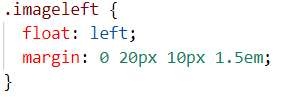 .imageleft {
  float: left;
  margin: 0 20px 10px 1.5em;
}